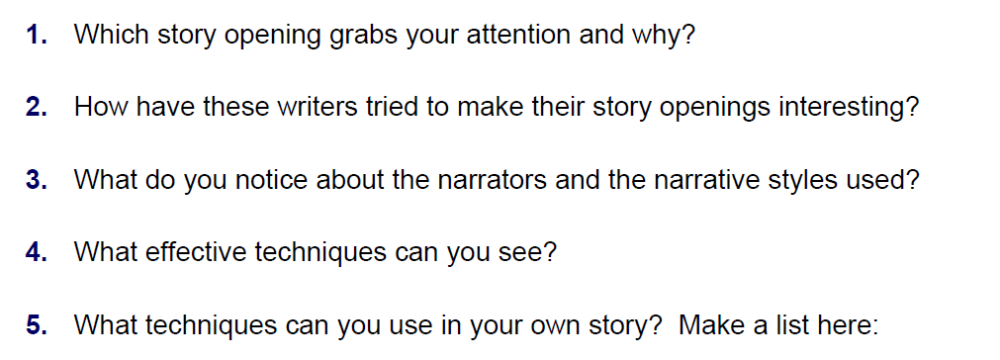 1. Which story opening grabs your attention and why?
2. How have these writers tried to make their story openings interesting?
3. What do you notice about the narrators and the narrative styles used?
4. What effective techniques can you see?
5. What techniques can you use in your own story?  Make a list here: